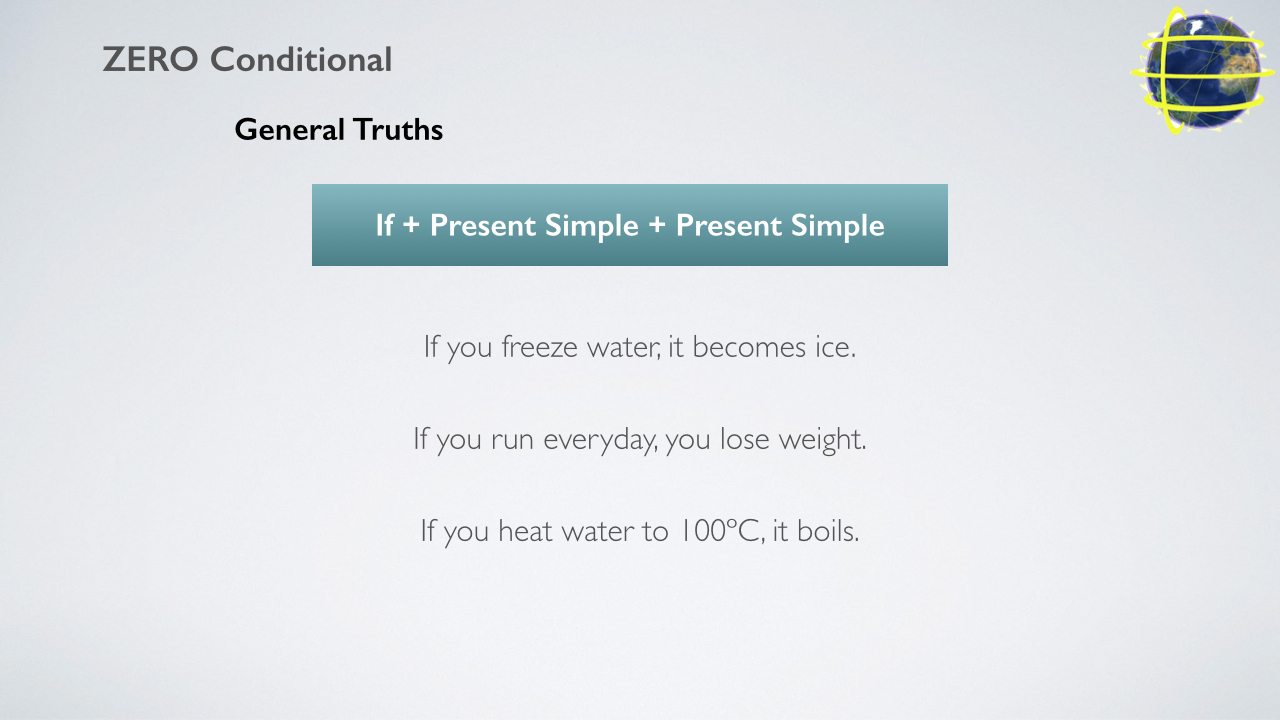 ZERO Conditional
General Truths
If + Present Simple + Present Simple
If you freeze water, it becomes ice.
If you run everyday, you lose weight.
If you heat water to 100ºC, it boils.